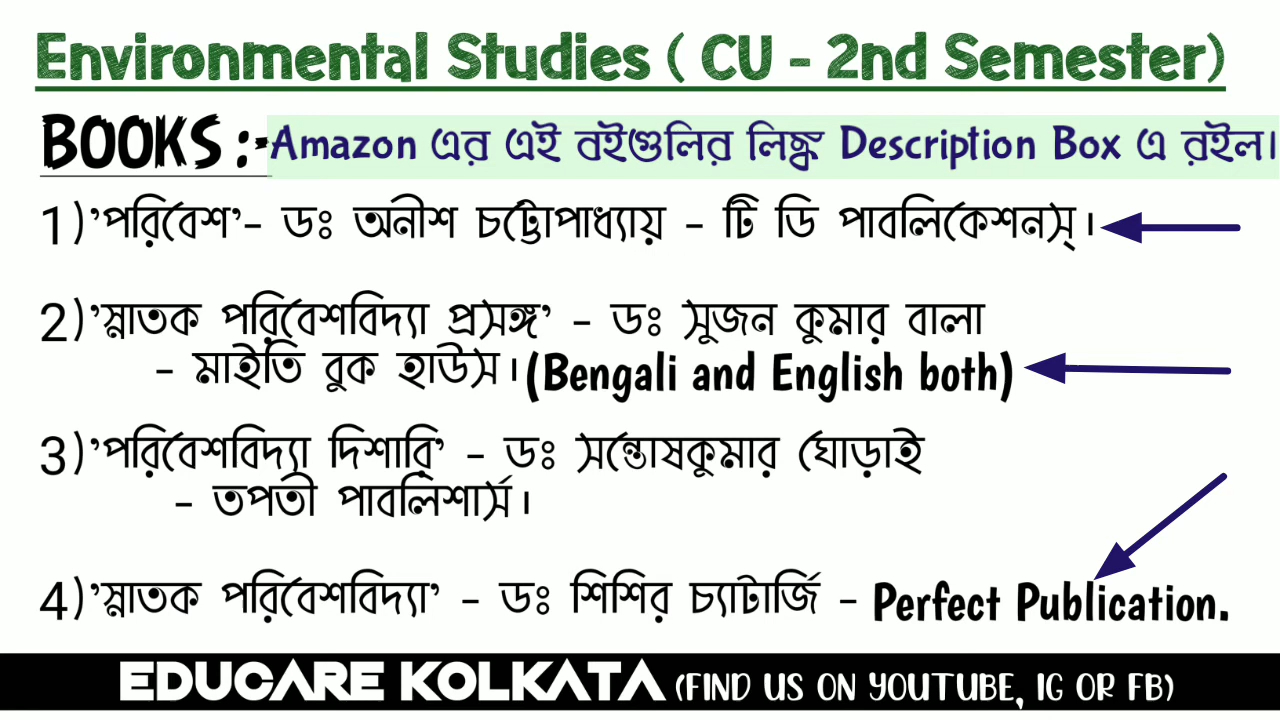 Environmental Studies ( CU - 2nd Semester)
BOOKS :- Amazon এর এই বইগুলির লিঙ্ক Description Box এ রইল।
1)'পরিবেশ'- ডঃ অনীশ চট্টোপাধ্যায় - টি ডি পাবলিকেশনস্।
2)'স্নাতক পরিবেশবিদ্যা প্রসঙ্গ' - ডঃ সুজন কুমার বালা
- মাইতি বুক হাউস। (Bengali and English both)
3)'পরিবেশবিদ্যা দিশারি' - ডঃ সন্তোষকুমার ঘোড়াই
- তপতী পাবলিশার্স।
4)'স্নাতক পরিবেশবিদ্যা' - ডঃ শিশির চ্যাটার্জি - Perfect Publication.
EDUCARE KOLKATA (FIND US ON YOUTUBE, IG OR FB)